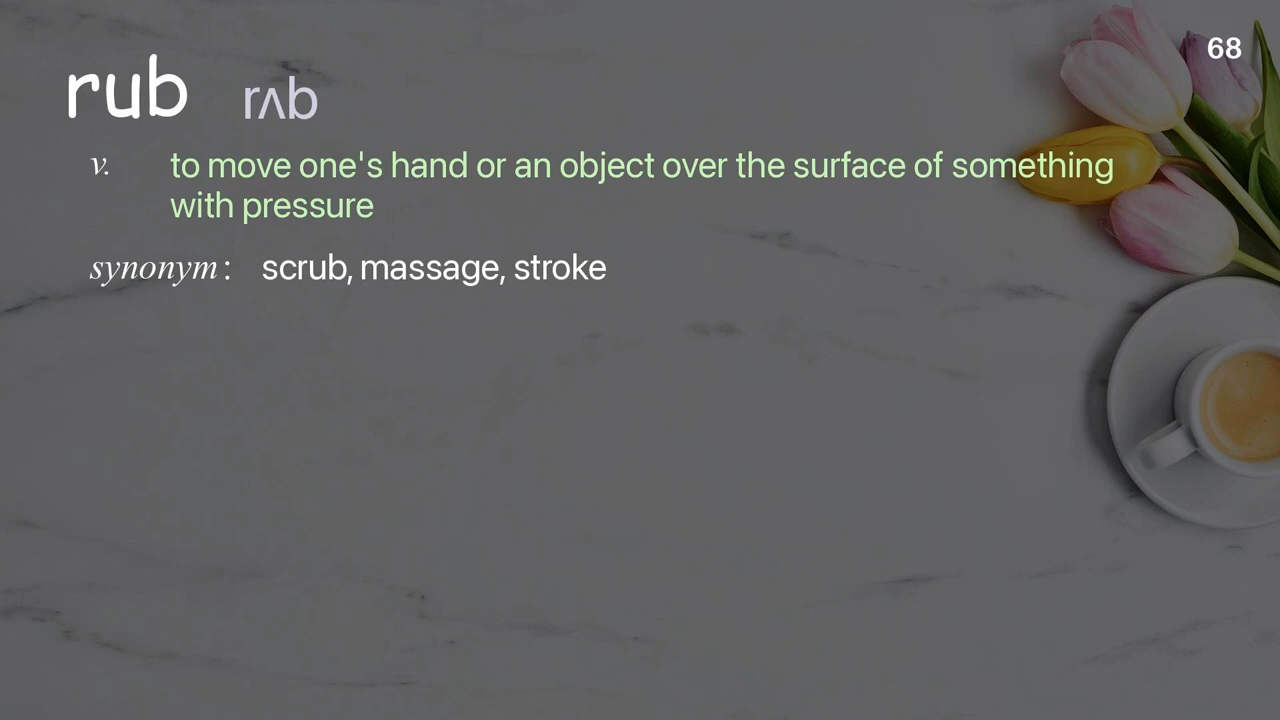 68
rub rʌb
v. to move one's hand or an object over the surface of something
with pressure
synonym: scrub, massage, stroke